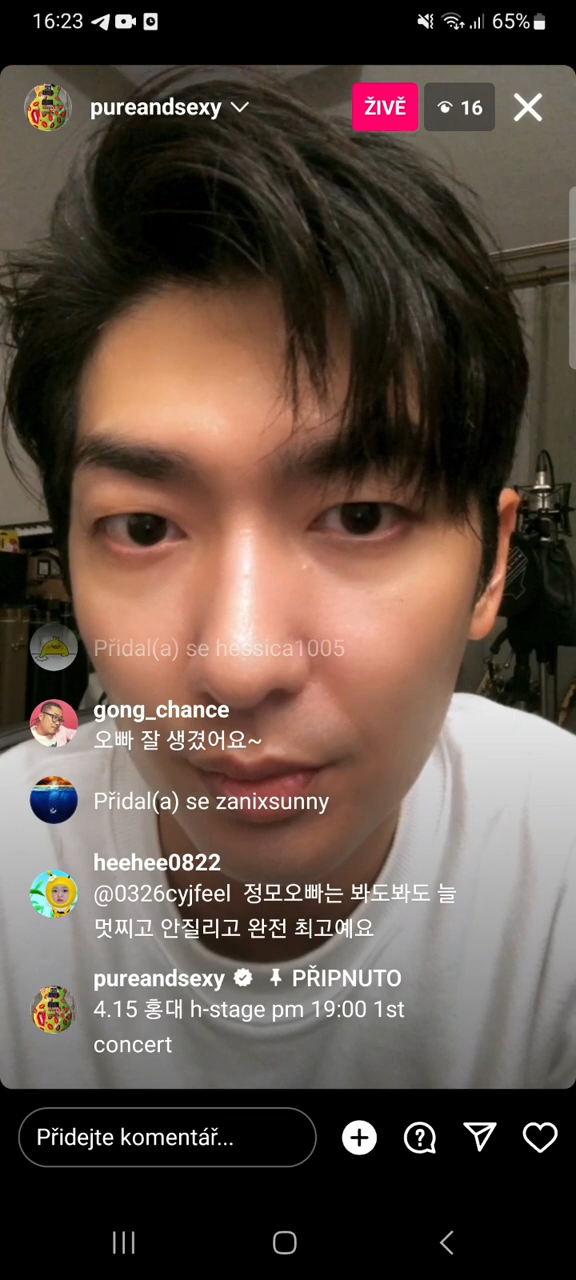 16:23
65%
pureandsexy
ŽIVĚ
16
Přidal(a) se hessica1005
gong_chance
오빠 잘 생겼어요~
Přidal(a) se zanixsunny
heehee0822
@0326cyjfeel 정모오빠는 봐도봐도 늘
멋찌고 안질리고 완전 최고예요
pureandsexy PŘIPNUTO
4.15 홍대 h-stage pm 19:00 1st
concert
Přidejte komentář...